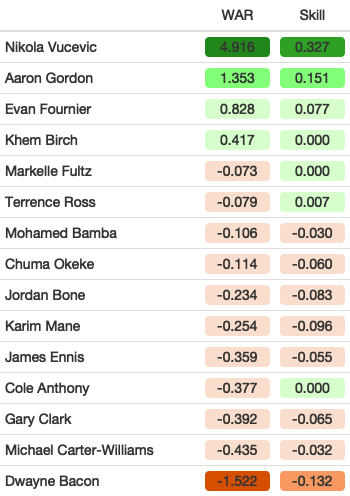 WAR Skill
Nikola Vucevic 4.916 0.327
Aaron Gordon 1.353 0.151
Evan Fournier 0.828 0.077
Khem Birch 0.417 0.000
Markelle Fultz -0.073 0.000
Terrence Ross -0.079 0.007
Mohamed Bamba -0.106 -0.030
Chuma Okeke -0.114 -0.060
Jordan Bone -0.234 -0.083
Karim Mane -0.254 -0.096
James Ennis -0.359 -0.055
Cole Anthony -0.377 0.000
Gary Clark -0.392 -0.065
Michael Carter-Williams -0.435 -0.032
Dwayne Bacon -1.522 -0.132